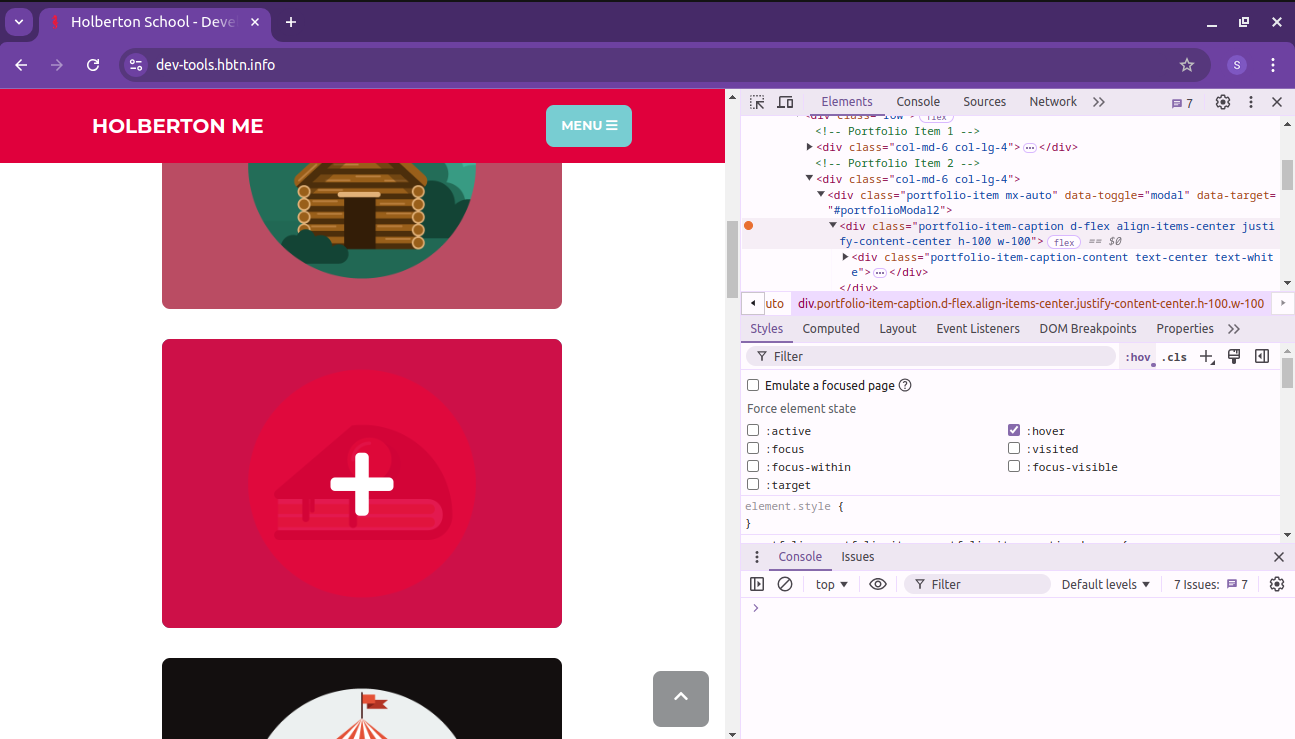 Holberton School - Deve
dev-tools.hbtn.info
S
HOLBERTON ME
MENU
Elements Console Sources Network 7
<div class="row"> flex
<!-- Portfolio Item 1 -->
<div class="col-md-6 col-lg-4"> … </div>
<!-- Portfolio Item 2 -->
<div class="col-md-6 col-lg-4">
<div class="portfolio-item mx-auto" data-toggle="modal" data-target=
"#portfolioModal2">
<div class="portfolio-item-caption d-flex align-items-center justi
fy-content-center h-100 w-100"> flex == $0
<div class="portfolio-item-caption-content text-center text-whit
e"> … </div>
</div>
uto div.portfolio-item-caption.d-flex.align-items-center.justify-content-center.h-100.w-100
Styles Computed Layout Event Listeners DOM Breakpoints Properties
Filter :hov .cls
Emulate a focused page ?
Force element state
:active :hover
:focus :visited
:focus-within :focus-visible
:target
element.style {
}
Console Issues
top Filter Default levels 7 Issues: 7